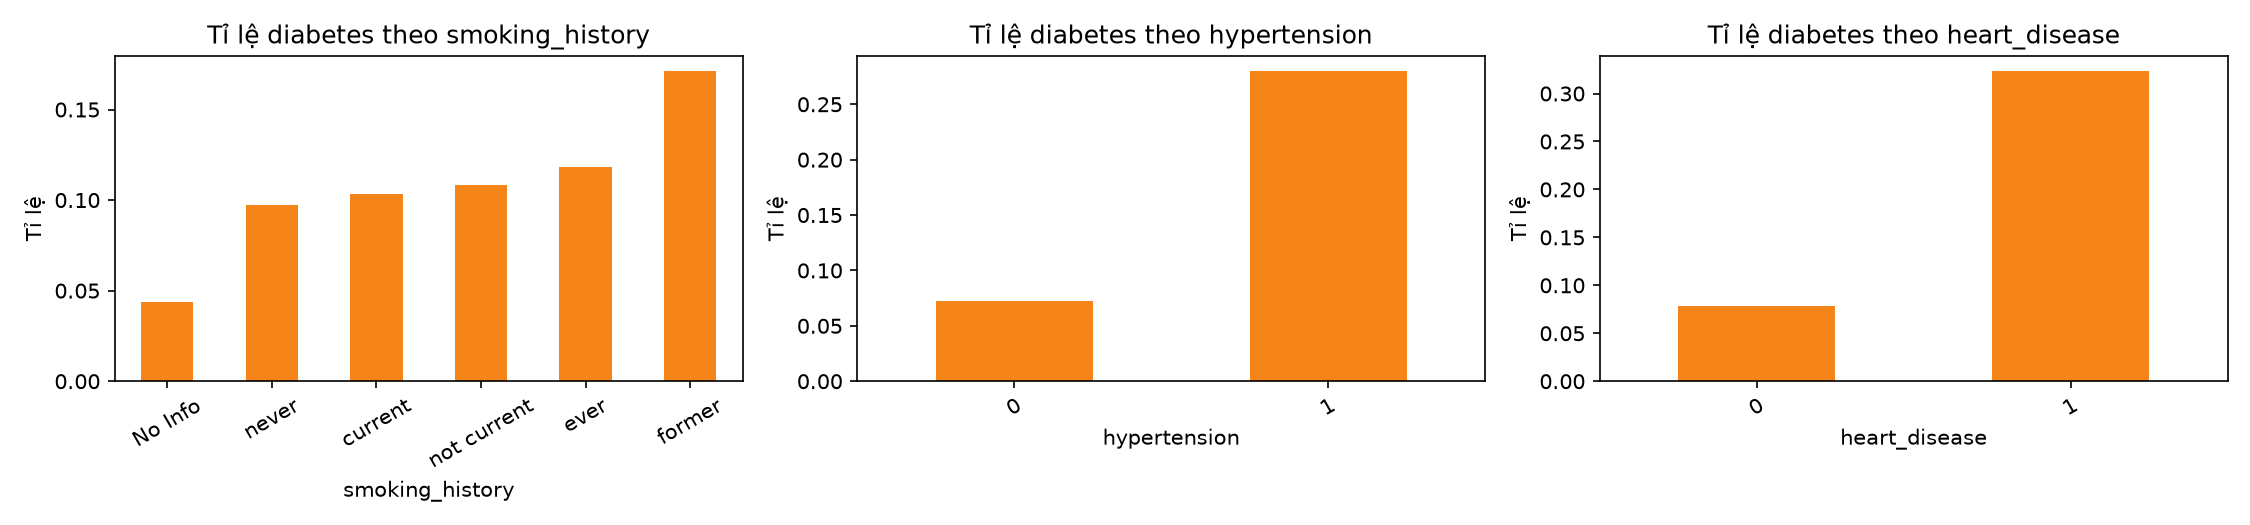 Tỉ lệ diabetes theo smoking_history
Tỉ lệ
0.15
0.10
0.05
0.00
No Info
never
current
not current
ever
former
smoking_history
Tỉ lệ diabetes theo hypertension
Tỉ lệ
0.25
0.20
0.15
0.10
0.05
0.00
0
1
hypertension
Tỉ lệ diabetes theo heart_disease
Tỉ lệ
0.30
0.25
0.20
0.15
0.10
0.05
0.00
0
1
heart_disease